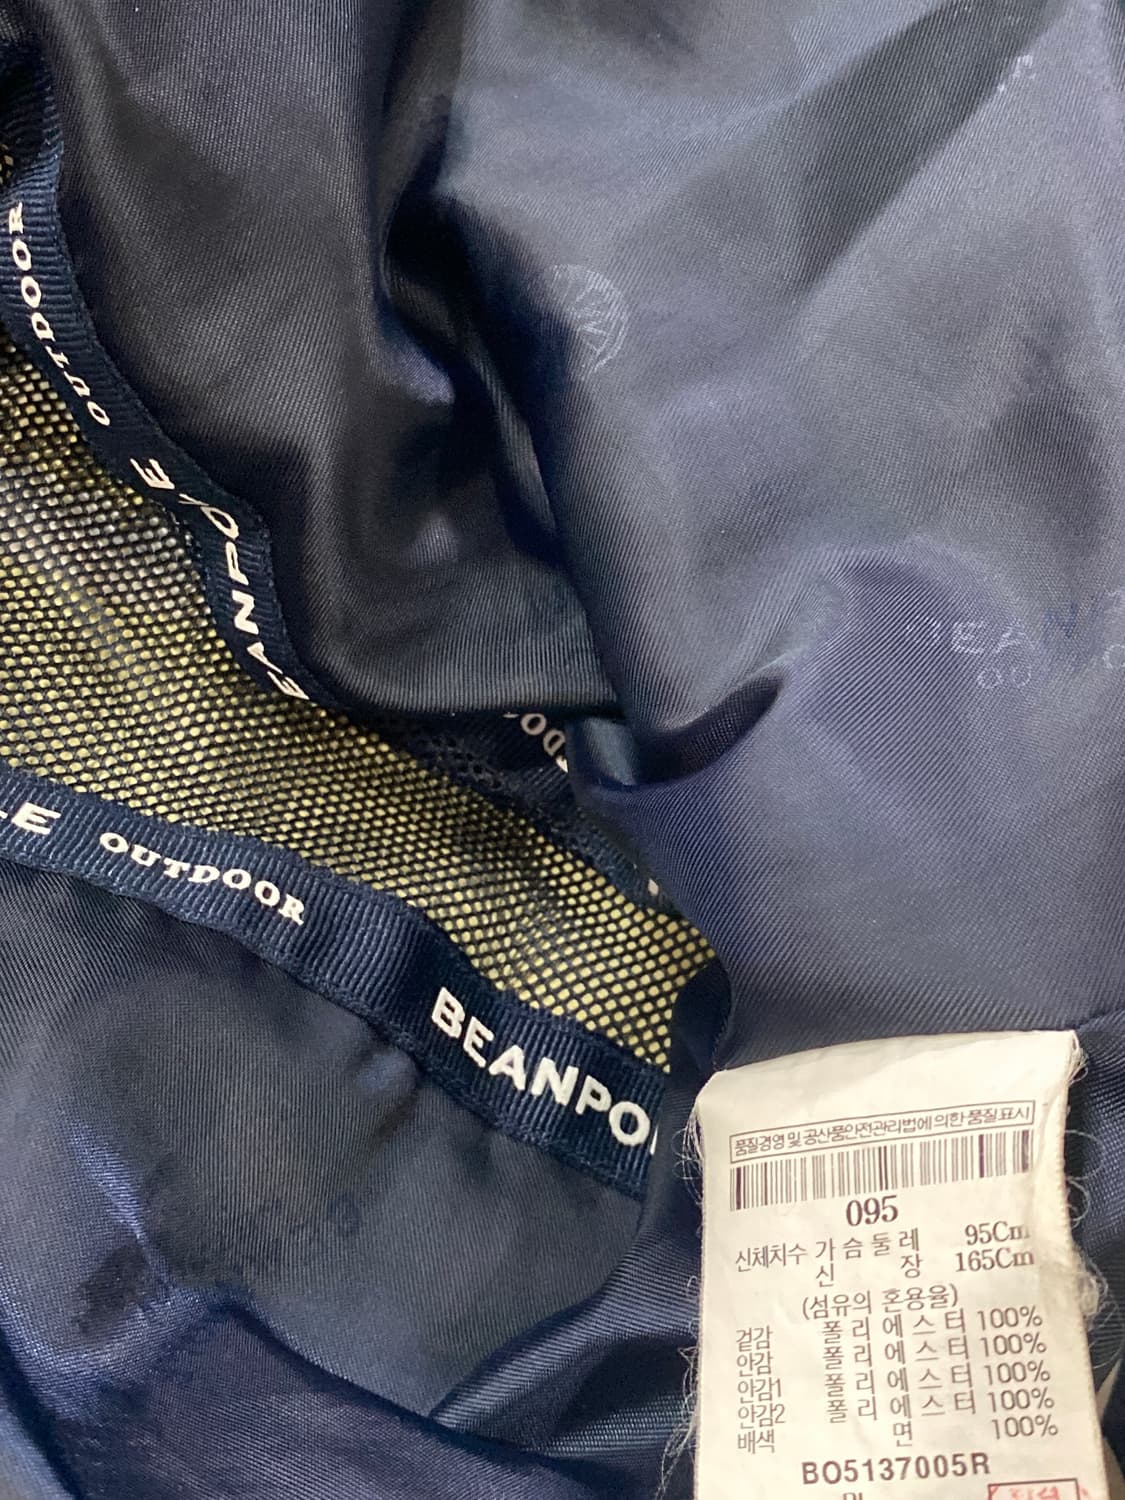 OUTDOOR
EANPOLE
LE OUTDOOR
BEANPO
품질경영 및 공산품안전관리법에 의한 품질표시
095
신체치수 가슴둘레 95Cm
신 장 165Cm
(섬유의 혼용율)
겉감 폴리에스터 100%
안감 폴리에스터 100%
안감1 폴리에스터 100%
안감2 폴리에스터 100%
배색 면 100%
BO5137005R